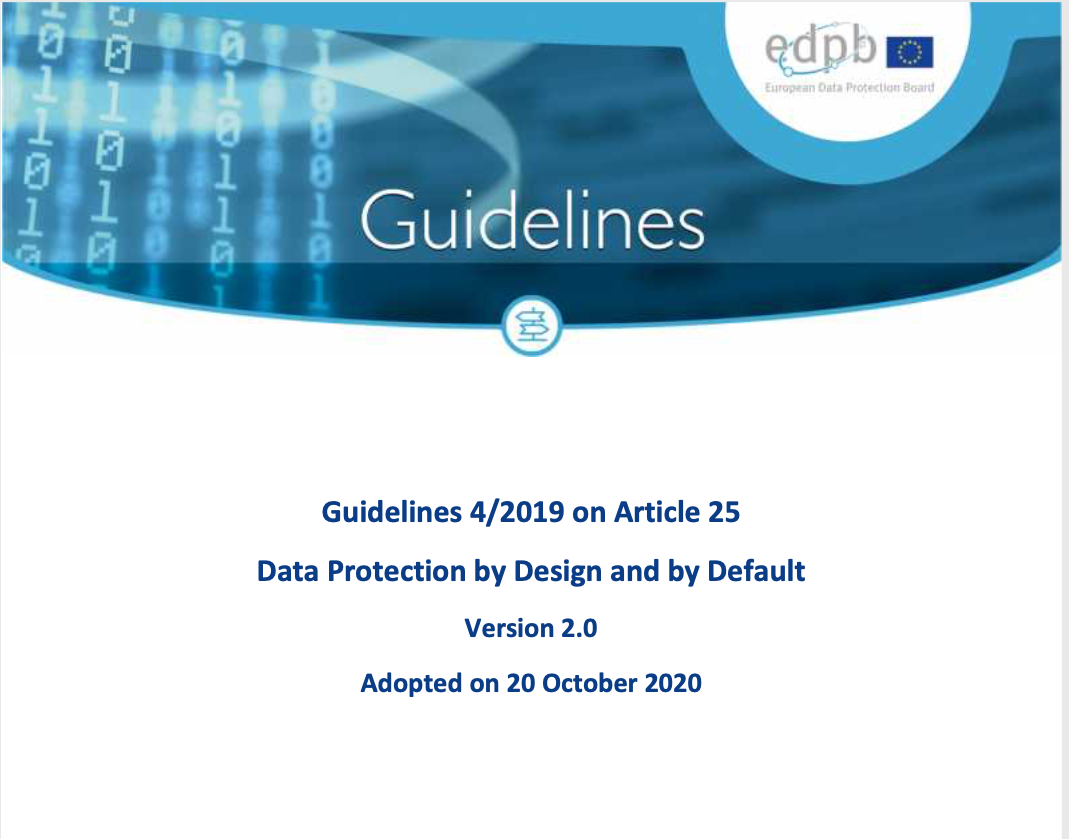 edpb
European Data Protection Board
Guidelines
Guidelines 4/2019 on Article 25
Data Protection by Design and by Default
Version 2.0
Adopted on 20 October 2020